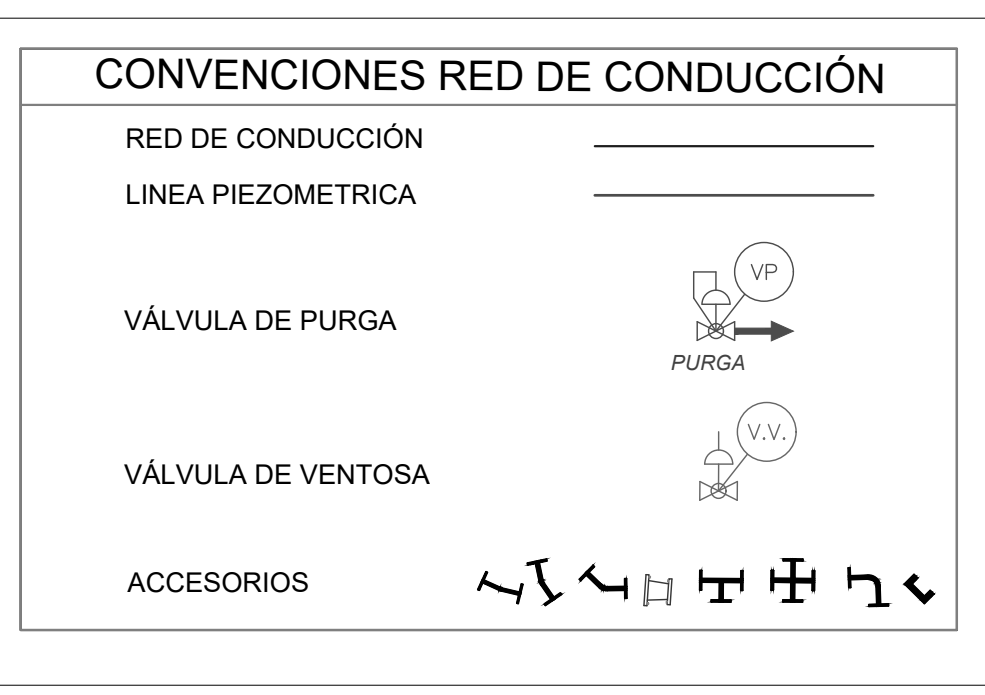 CONVENCIONES RED DE CONDUCCIÓN
RED DE CONDUCCIÓN
LINEA PIEZOMETRICA
VP
VÁLVULA DE PURGA
PURGA
V.V.
VÁLVULA DE VENTOSA
ACCESORIOS